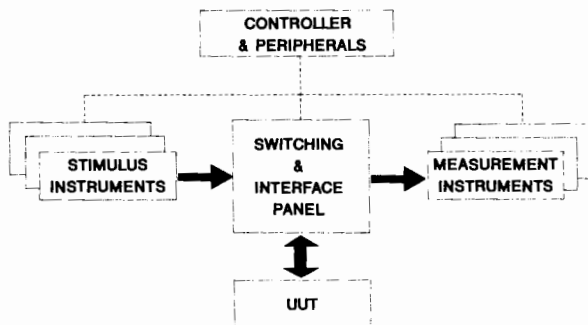 CONTROLLER
& PERIPHERALS
STIMULUS
INSTRUMENTS
SWITCHING
&
INTERFACE
PANEL
MEASUREMENT
INSTRUMENTS
UUT